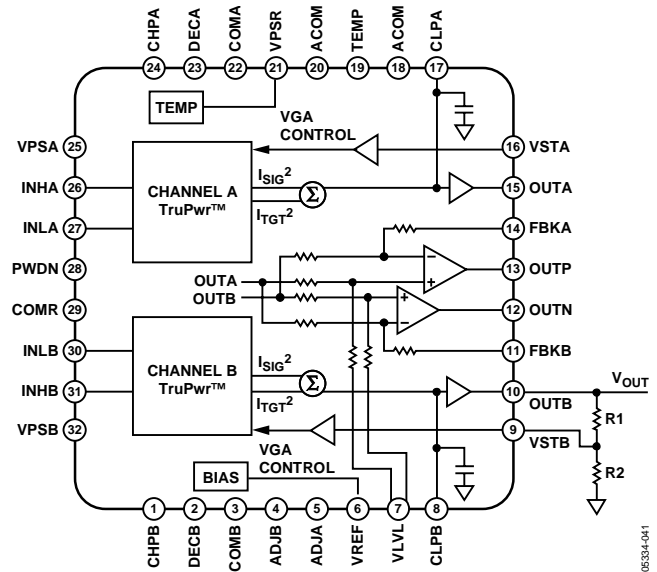 CHPA
DECA
COMA
VPSR
ACOM
TEMP
ACOM
CLPA
24
23
22
21
20
19
18
17
TEMP
VGA
CONTROL
VPSA 25
16 VSTA
INHA 26
CHANNEL A
TruPwr™
ISIG2
Σ
15 OUTA
INLA 27
ITGT2
14 FBKA
PWDN 28
OUTA
OUTB
−
+
13 OUTP
COMR 29
+
−
12 OUTN
INLB 30
CHANNEL B
TruPwr™
ISIG2
Σ
11 FBKB
INHB 31
ITGT2
10 OUTB
VOUT
R1
VPSB 32
VGA
CONTROL
9 VSTB
R2
BIAS
1
2
3
4
5
6
7
8
CHPB
DECB
COMB
ADJB
ADJA
VREF
VLVL
CLPB
05334-041